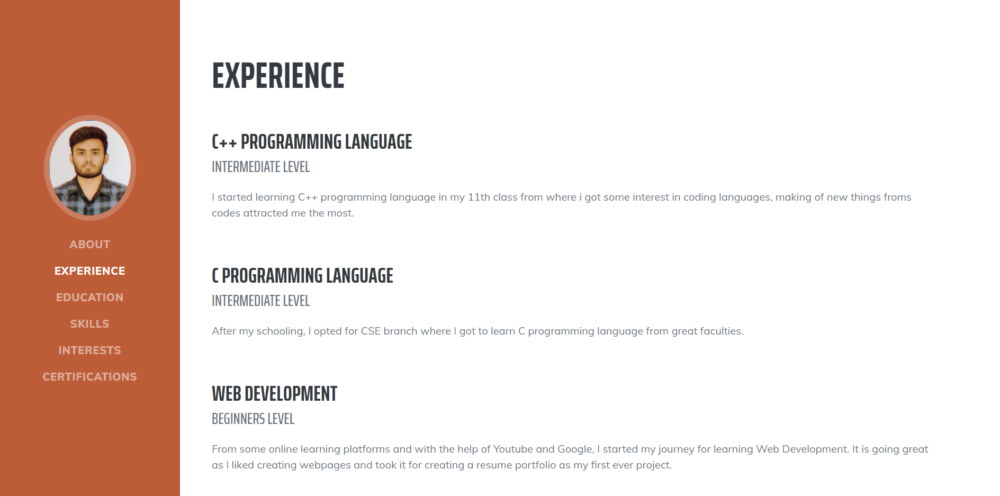 ABOUT
EXPERIENCE
EDUCATION
SKILLS
INTERESTS
CERTIFICATIONS
EXPERIENCE
C++ PROGRAMMING LANGUAGE
INTERMEDIATE LEVEL
I started learning C++ programming language in my 11th class from where i got some interest in coding languages, making of new things froms
codes attracted me the most.
C PROGRAMMING LANGUAGE
INTERMEDIATE LEVEL
After my schooling, I opted for CSE branch where I got to learn C programming language from great faculties.
WEB DEVELOPMENT
BEGINNERS LEVEL
From some online learning platforms and with the help of Youtube and Google, I started my journey for learning Web Development. It is going great
as I liked creating webpages and took it for creating a resume portfolio as my first ever project.